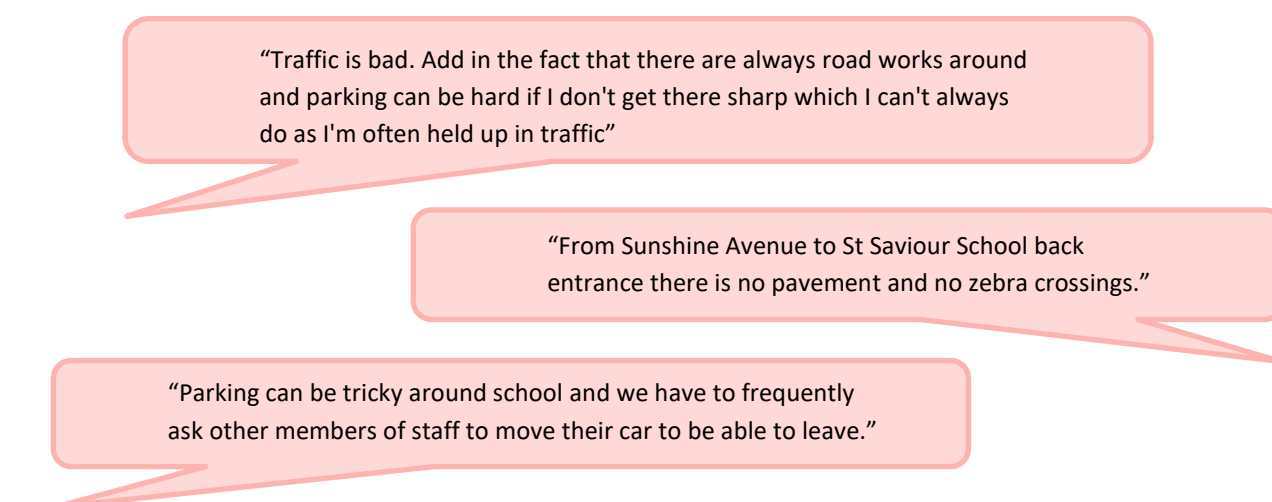 “Traffic is bad. Add in the fact that there are always road works around
and parking can be hard if I don't get there sharp which I can't always
do as I'm often held up in traffic”
“From Sunshine Avenue to St Saviour School back
entrance there is no pavement and no zebra crossings.”
“Parking can be tricky around school and we have to frequently
ask other members of staff to move their car to be able to leave.”